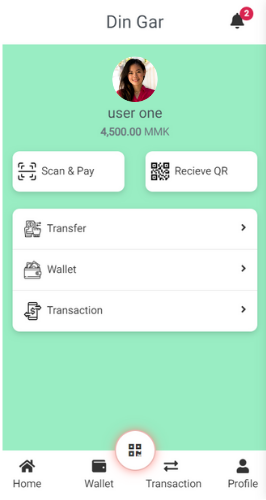 Din Gar
2
user one
4,500.00 MMK
Scan & Pay
Recieve QR
Transfer
Wallet
Transaction
Home
Wallet
Transaction
Profile